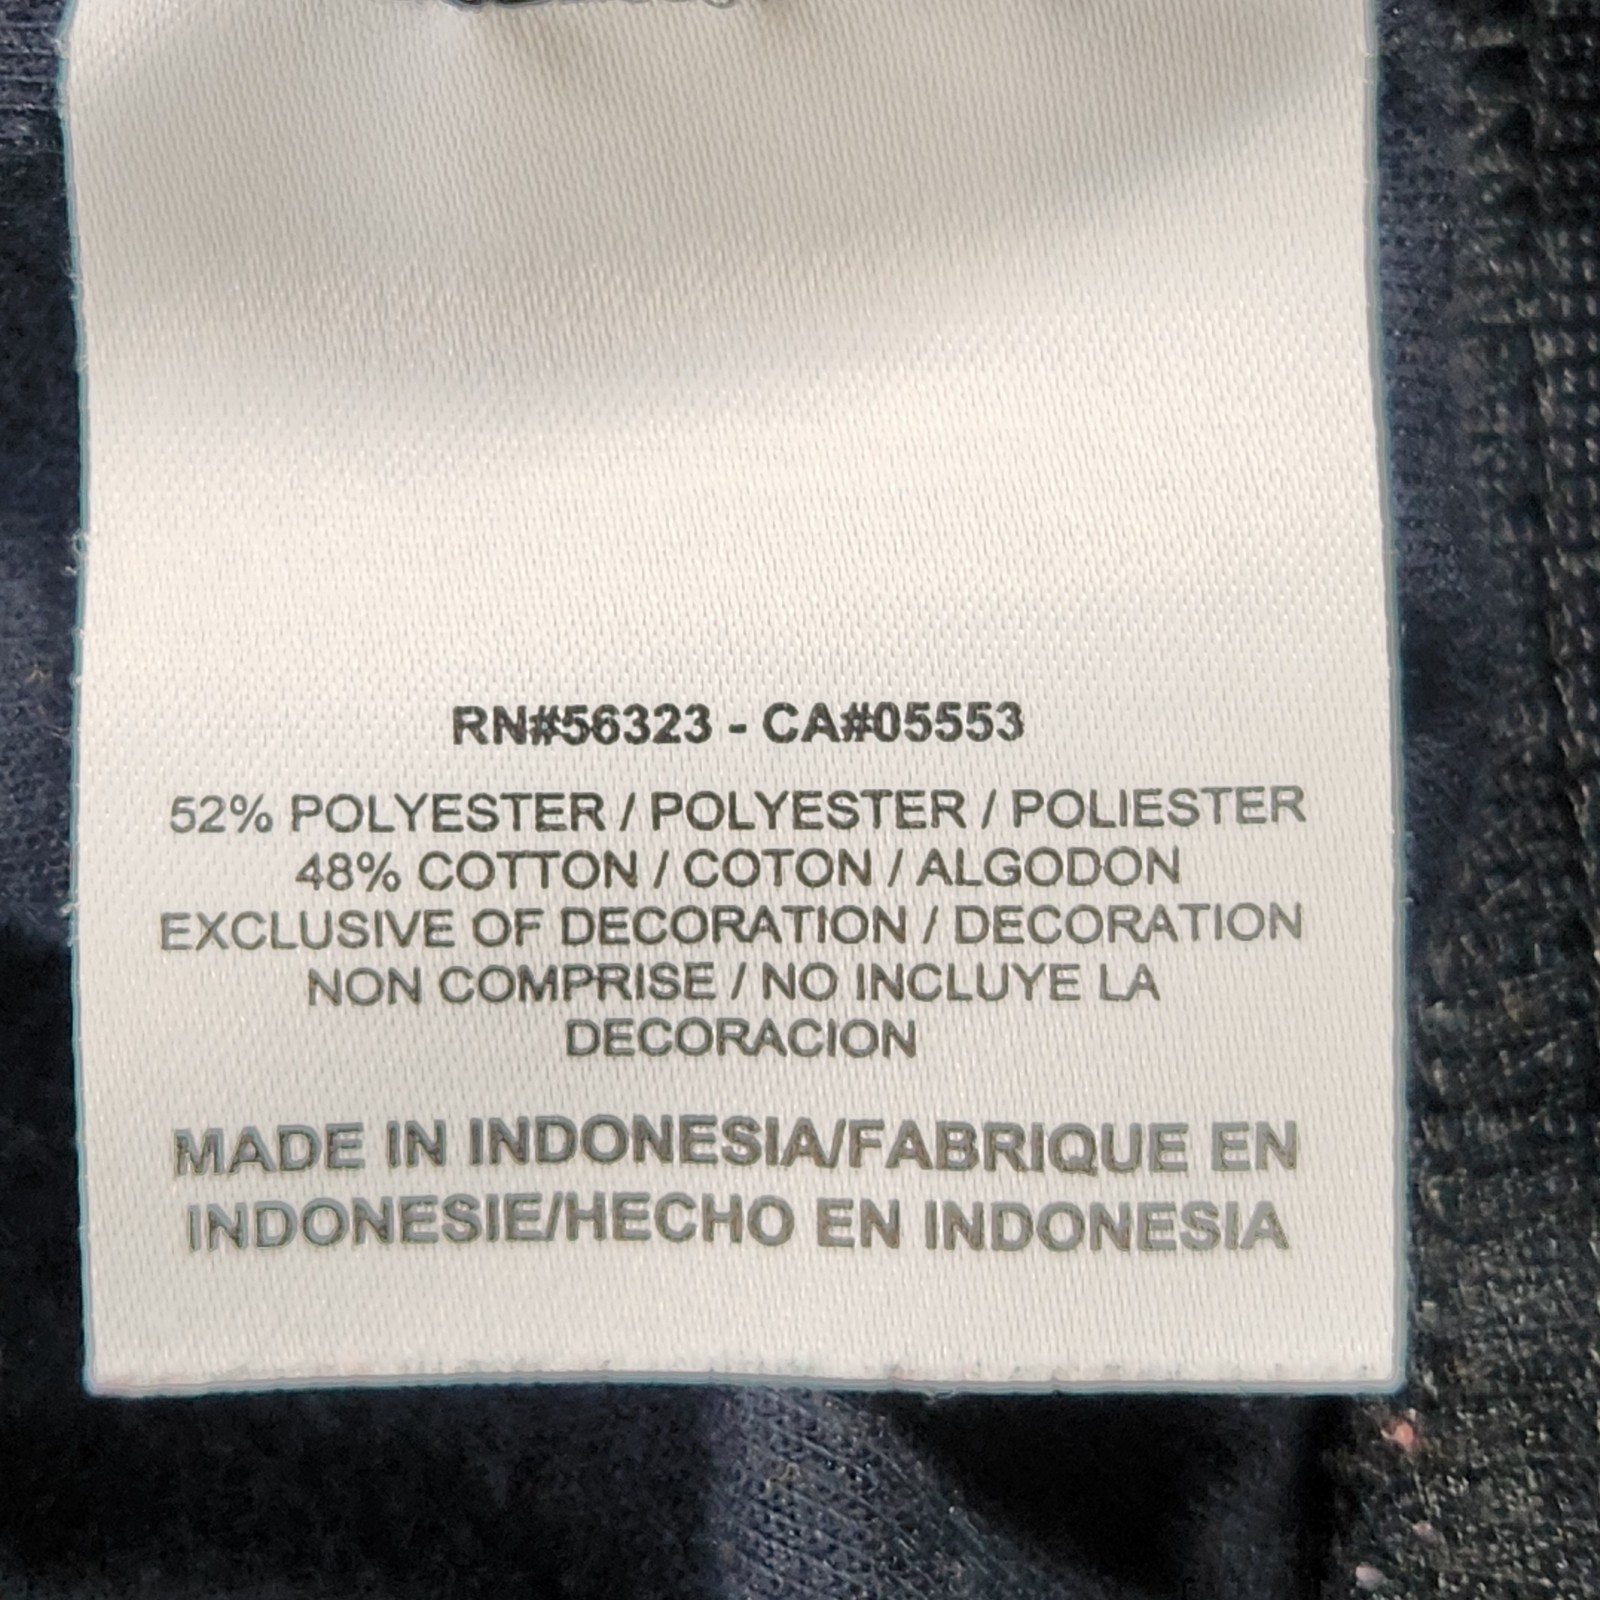 RN#56323 - CA#05553
52% POLYESTER / POLYESTER / POLIESTER
48% COTTON / COTON / ALGODON
EXCLUSIVE OF DECORATION / DECORATION
NON COMPRISE / NO INCLUYE LA
DECORACION
MADE IN INDONESIA/FABRIQUE EN
INDONESIE/HECHO EN INDONESIA